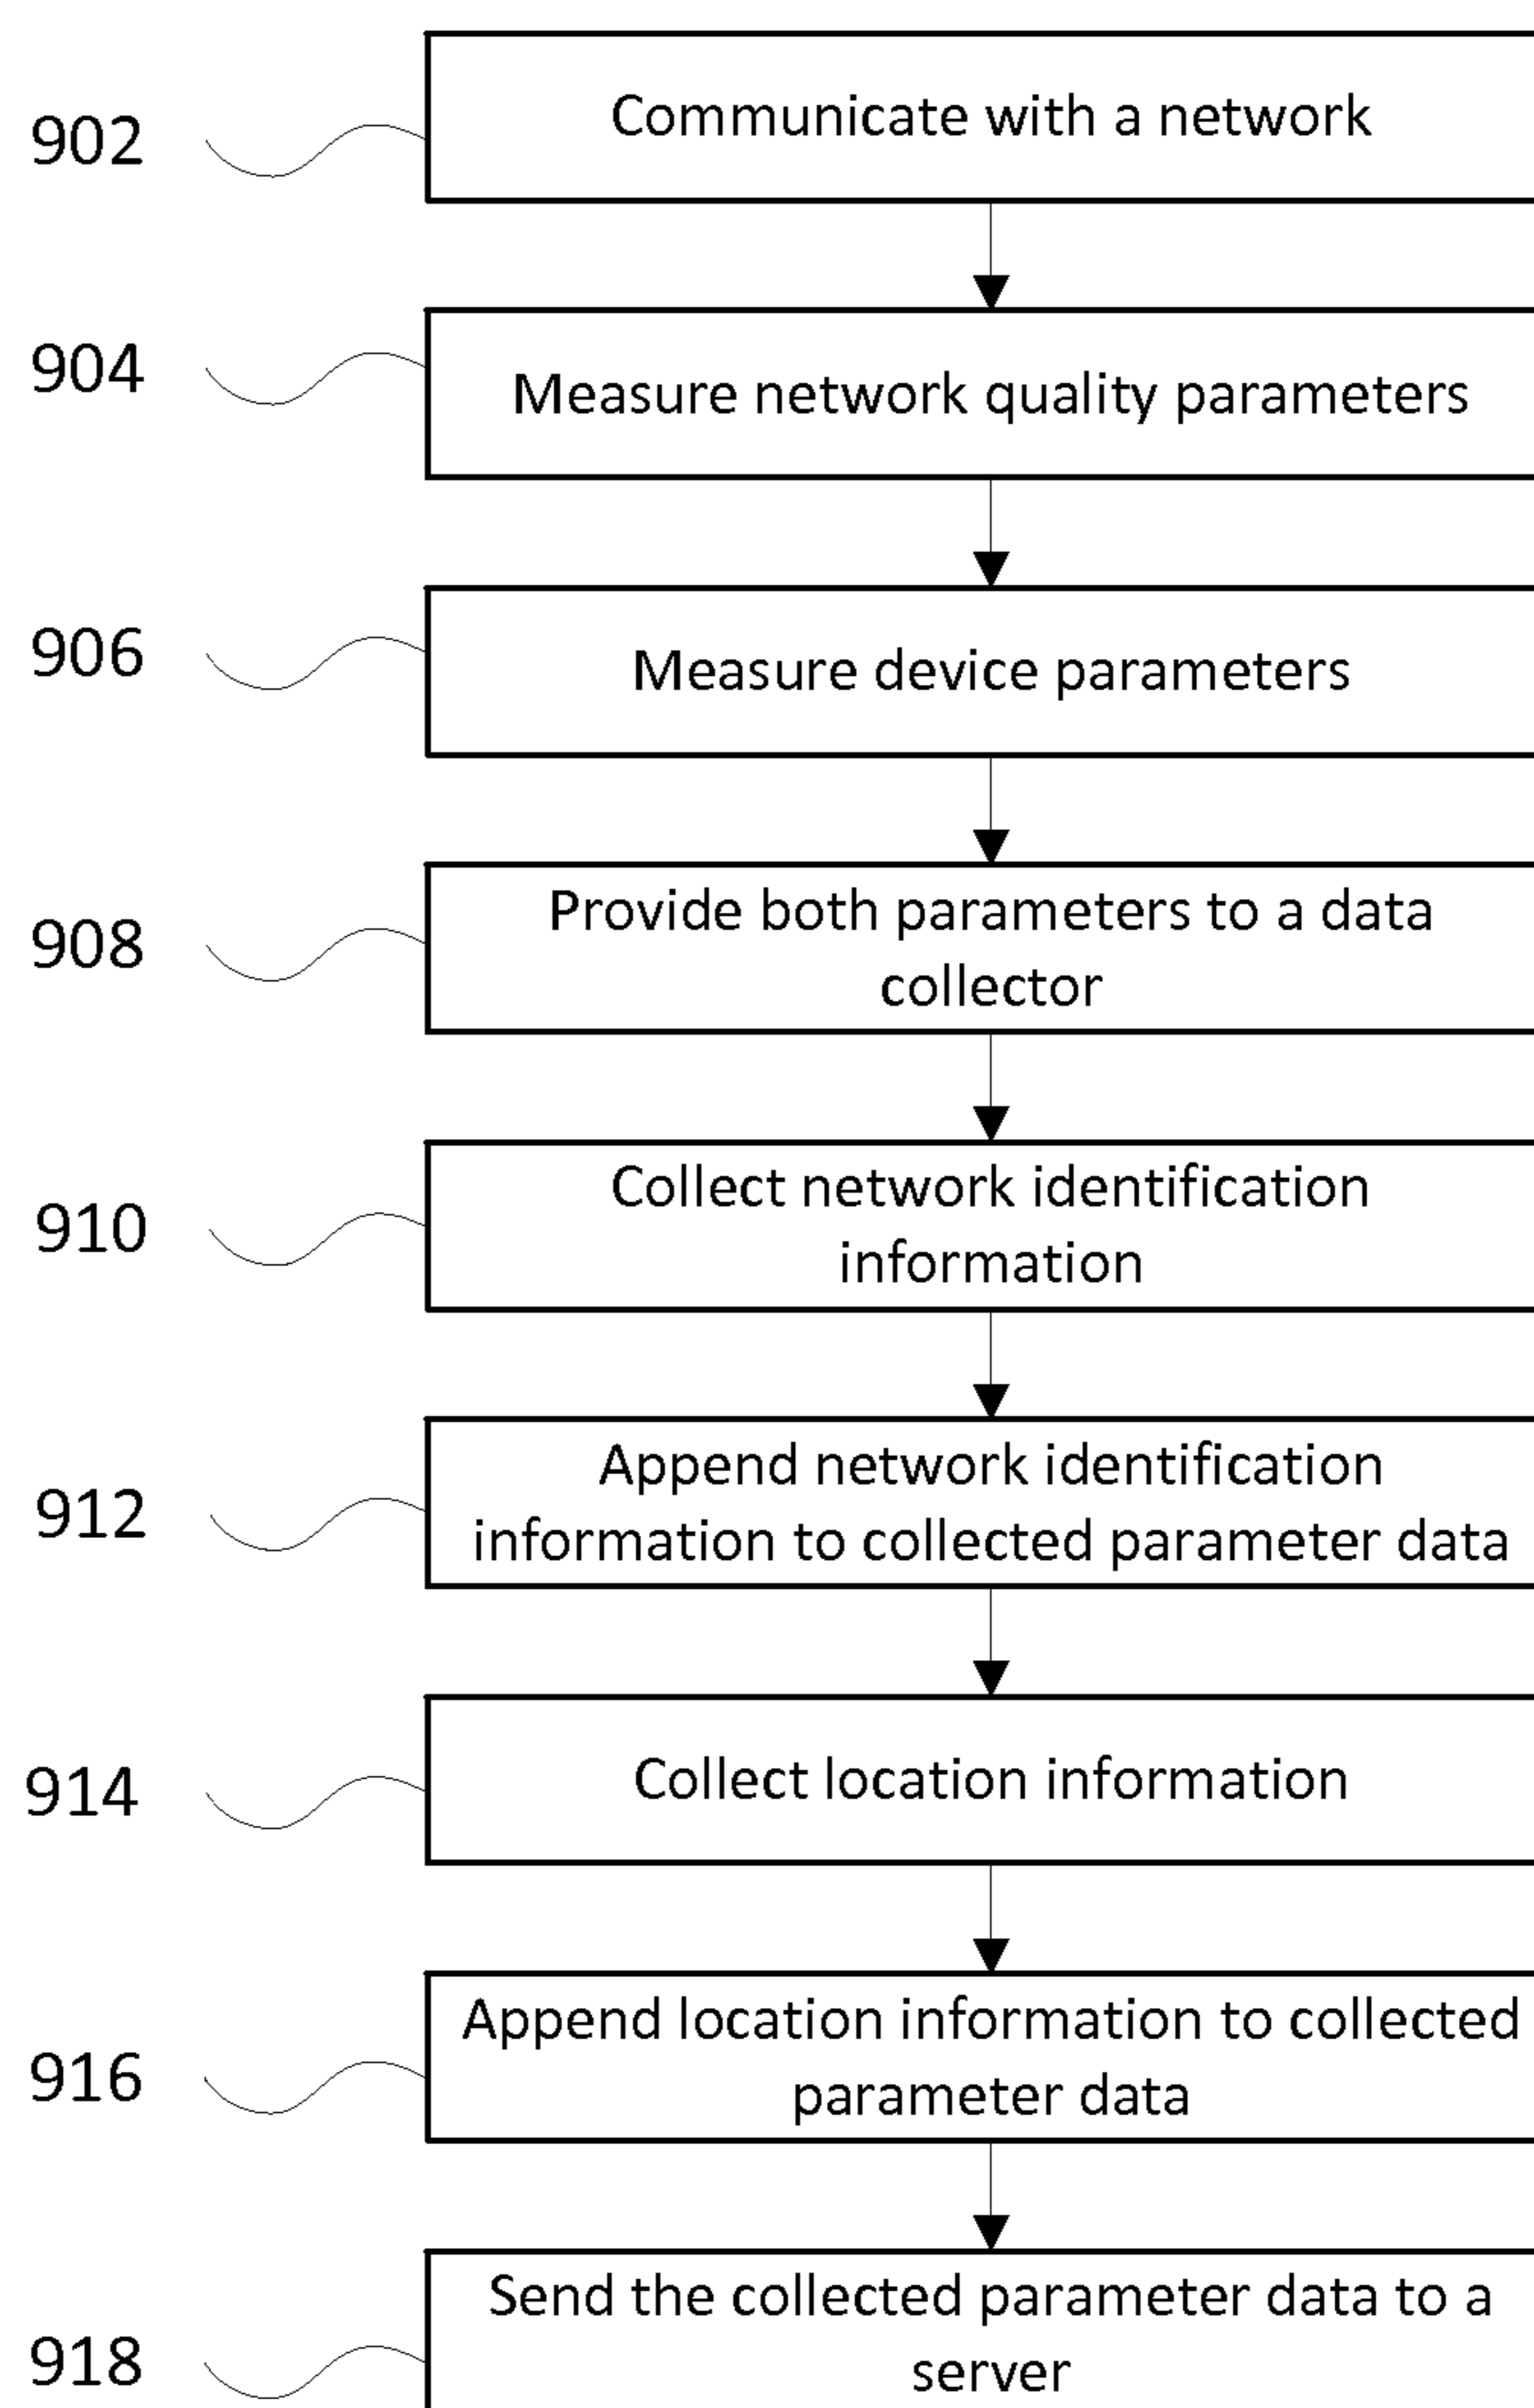 902
Communicate with a network
904
Measure network quality parameters
906
Measure device parameters
908
Provide both parameters to a data
collector
910
Collect network identification
information
912
Append network identification
information to collected parameter data
914
Collect location information
916
Append location information to collected
parameter data
918
Send the collected parameter data to a
server